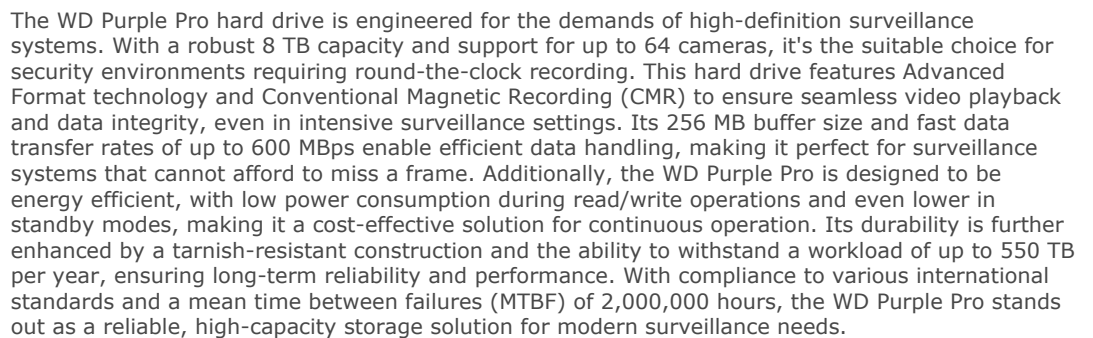 The WD Purple Pro hard drive is engineered for the demands of high-definition surveillance
systems. With a robust 8 TB capacity and support for up to 64 cameras, it's the suitable choice for
security environments requiring round-the-clock recording. This hard drive features Advanced
Format technology and Conventional Magnetic Recording (CMR) to ensure seamless video playback
and data integrity, even in intensive surveillance settings. Its 256 MB buffer size and fast data
transfer rates of up to 600 MBps enable efficient data handling, making it perfect for surveillance
systems that cannot afford to miss a frame. Additionally, the WD Purple Pro is designed to be
energy efficient, with low power consumption during read/write operations and even lower in
standby modes, making it a cost-effective solution for continuous operation. Its durability is further
enhanced by a tarnish-resistant construction and the ability to withstand a workload of up to 550 TB
per year, ensuring long-term reliability and performance. With compliance to various international
standards and a mean time between failures (MTBF) of 2,000,000 hours, the WD Purple Pro stands
out as a reliable, high-capacity storage solution for modern surveillance needs.